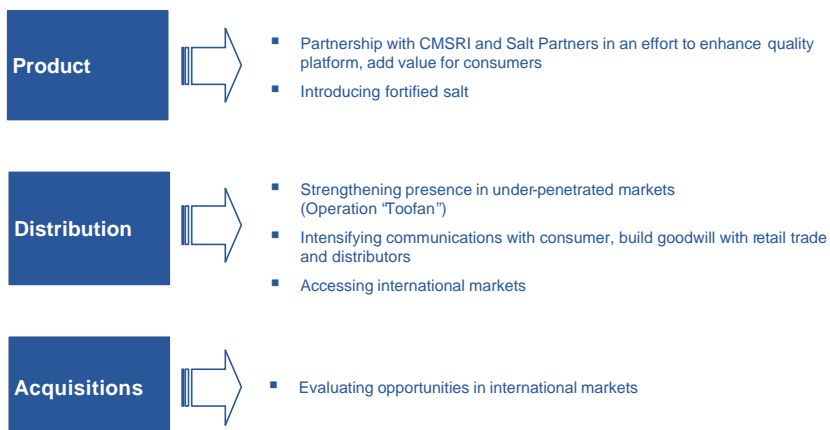 Product
▪ Partnership with CMSRI and Salt Partners in an effort to enhance quality
platform, add value for consumers
▪ Introducing fortified salt
Distribution
▪ Strengthening presence in under-penetrated markets
(Operation “Toofan”)
▪ Intensifying communications with consumer, build goodwill with retail trade
and distributors
▪ Accessing international markets
Acquisitions
▪ Evaluating opportunities in international markets